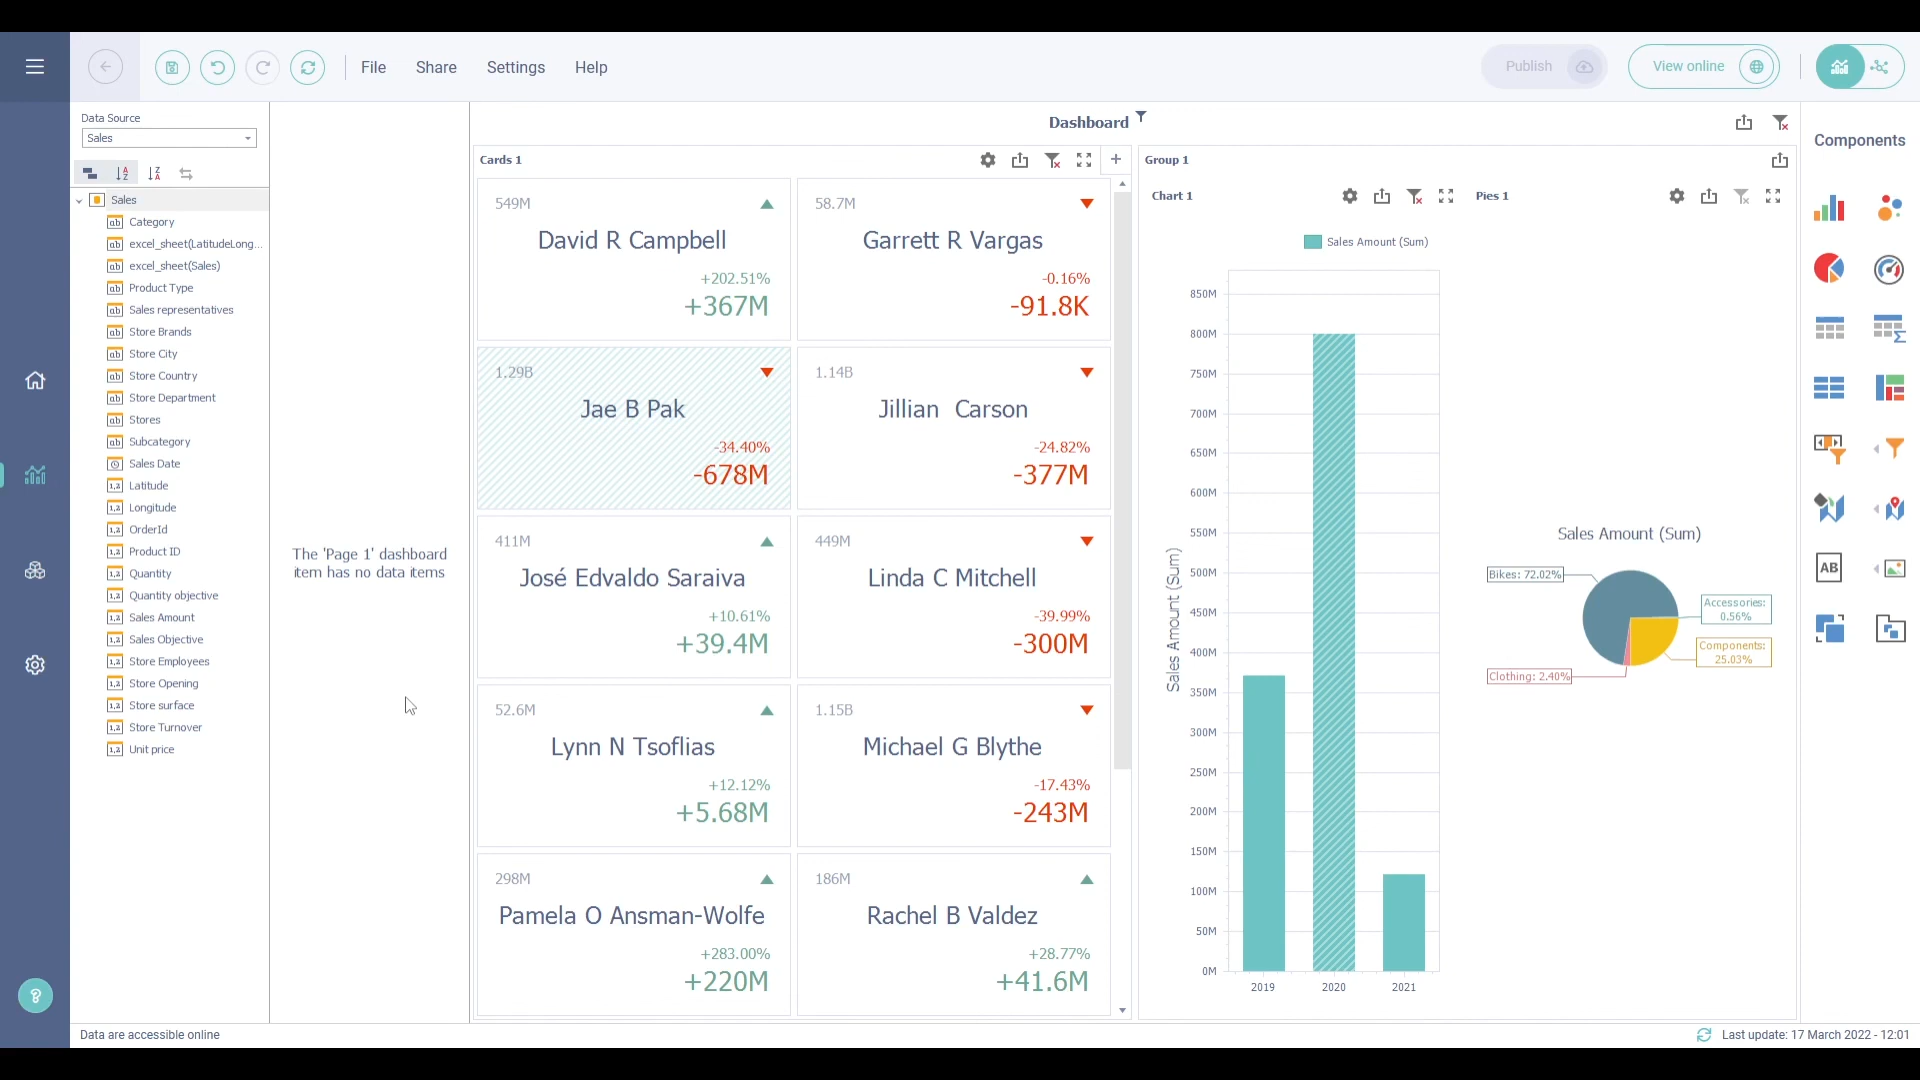 File
Share
Settings
Help
Publish
View online
Data Source
Sales
Sales
Category
excel_sheet(LatitudeLong...
excel_sheet(Sales)
Product Type
Sales representatives
Store Brands
Store City
Store Country
Store Department
Stores
Subcategory
Sales Date
Latitude
Longitude
OrderId
Product ID
Quantity
Quantity objective
Sales Amount
Sales Objective
Store Employees
Store Opening
Store surface
Store Turnover
Unit price
The 'Page 1' dashboard
item has no data items
Dashboard
Cards 1
549M
David R Campbell
+202.51%
+367M
58.7M
Garrett R Vargas
-0.16%
-91.8K
1.29B
Jae B Pak
-34.40%
-678M
1.14B
Jillian  Carson
-24.82%
-377M
411M
José Edvaldo Saraiva
+10.61%
+39.4M
449M
Linda C Mitchell
-39.99%
-300M
52.6M
Lynn N Tsoflias
+12.12%
+5.68M
1.15B
Michael G Blythe
-17.43%
-243M
298M
Pamela O Ansman-Wolfe
+283.00%
+220M
186M
Rachel B Valdez
+28.77%
+41.6M
Group 1
Chart 1
Sales Amount (Sum)
Sales Amount (Sum)
850M
800M
750M
700M
650M
600M
550M
500M
450M
400M
350M
300M
250M
200M
150M
100M
50M
0M
2019
2020
2021
Pies 1
Sales Amount (Sum)
Bikes: 72.02%
Accessories:
0.56%
Components:
25.03%
Clothing: 2.40%
Components
AB
?
Data are accessible online
Last update: 17 March 2022 - 12:01